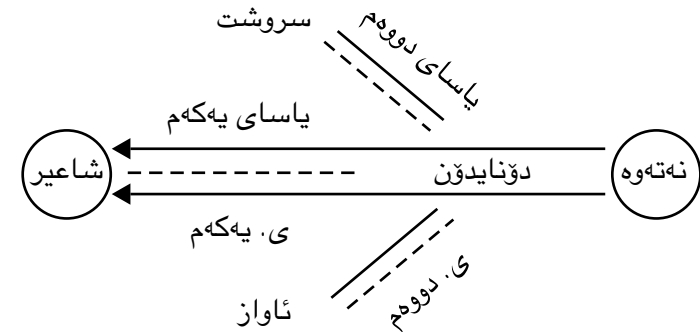 سروشت
یاسای دووەم
یاسای یەکەم
نەتەوە
دۆنایدۆن
شاعیر
ی. یەکەم
ی. دووەم
ئاواز